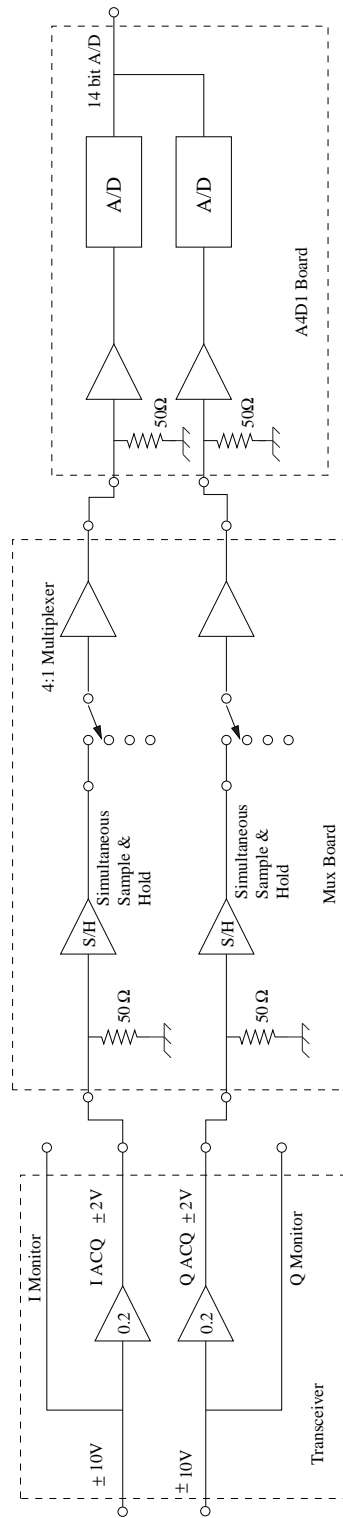 ± 10V
± 10V
Transceiver
I Monitor
I ACQ ± 2V
0.2
0.2
Q ACQ ± 2V
Q Monitor
50 Ω
S/H
Simultaneous
Sample &
Hold
4:1 Multiplexer
50 Ω
S/H
Simultaneous
Sample &
Hold
Mux Board
50Ω
A/D
14 bit A/D
50Ω
A/D
A4D1 Board